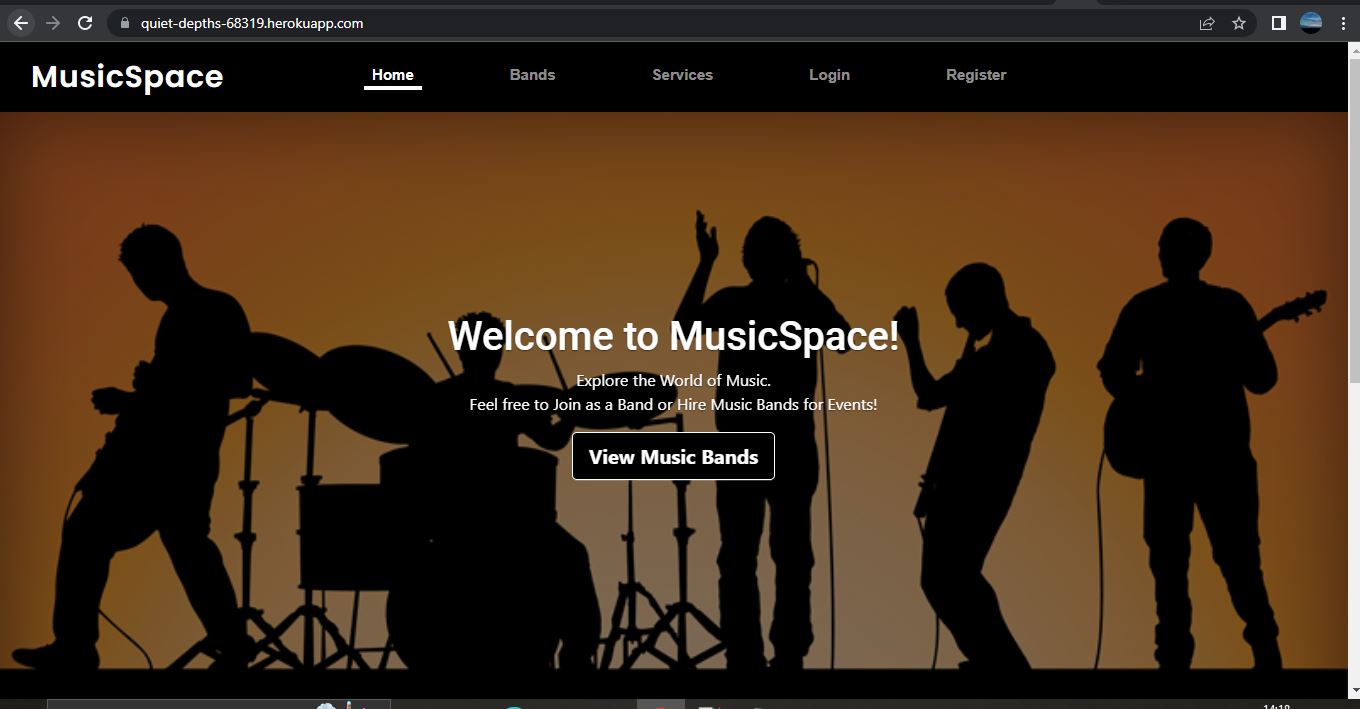 quiet-depths-68319.herokuapp.com
MusicSpace
Home Bands Services Login Register
Welcome to MusicSpace!
Explore the World of Music.
Feel free to Join as a Band or Hire Music Bands for Events!
View Music Bands